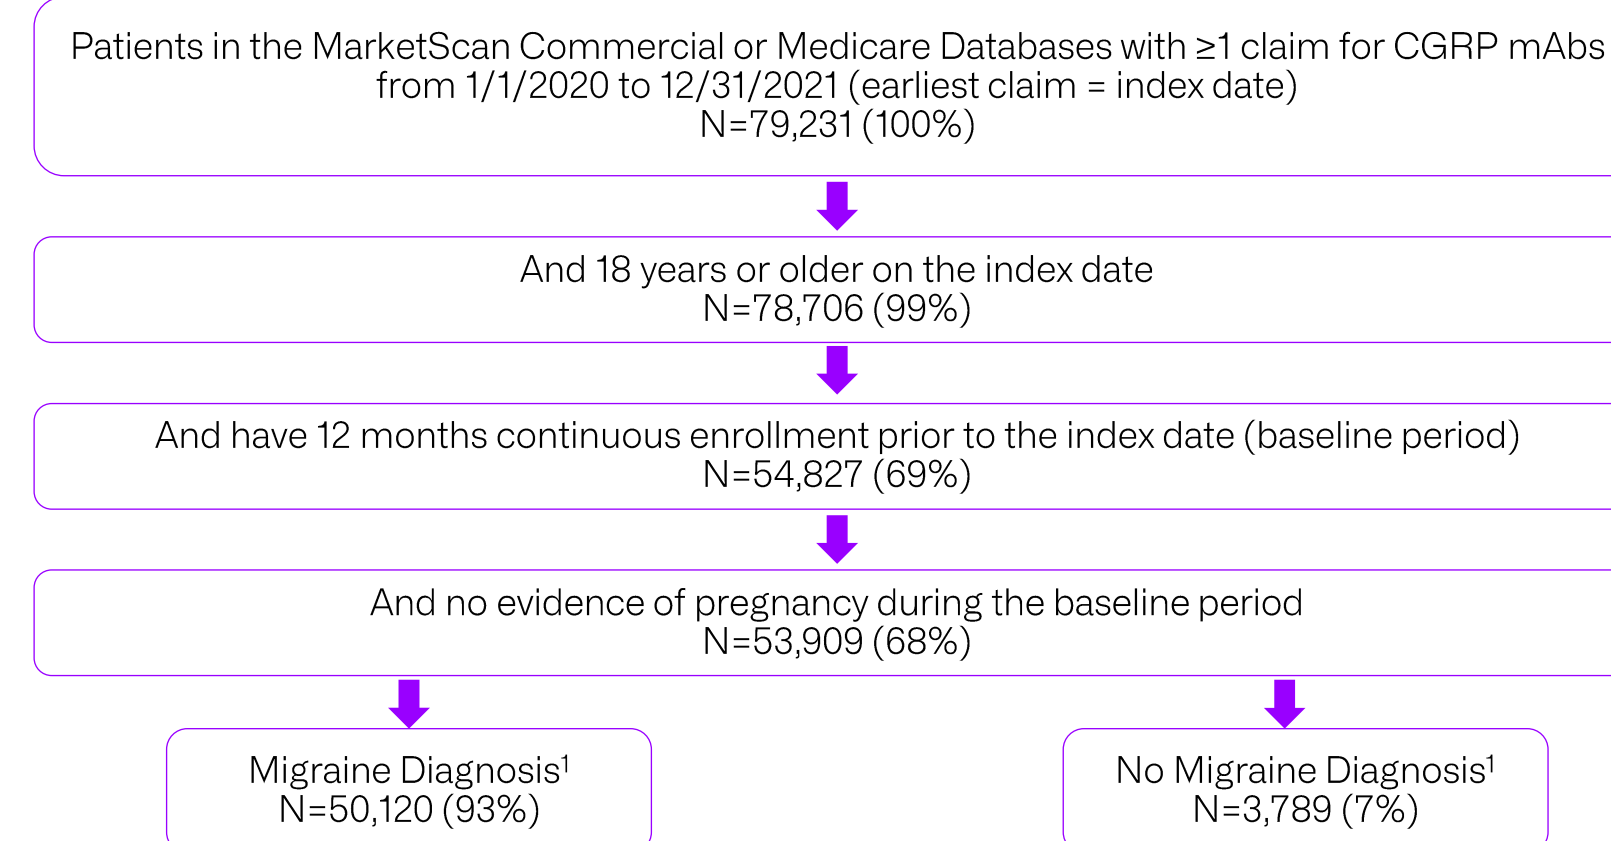 Patients in the MarketScan Commercial or Medicare Databases with ≥1 claim for CGRP mAbs
from 1/1/2020 to 12/31/2021 (earliest claim = index date)
N=79,231 (100%)
And 18 years or older on the index date
N=78,706 (99%)
And have 12 months continuous enrollment prior to the index date (baseline period)
N=54,827 (69%)
And no evidence of pregnancy during the baseline period
N=53,909 (68%)
Migraine Diagnosis¹
N=50,120 (93%)
No Migraine Diagnosis¹
N=3,789 (7%)